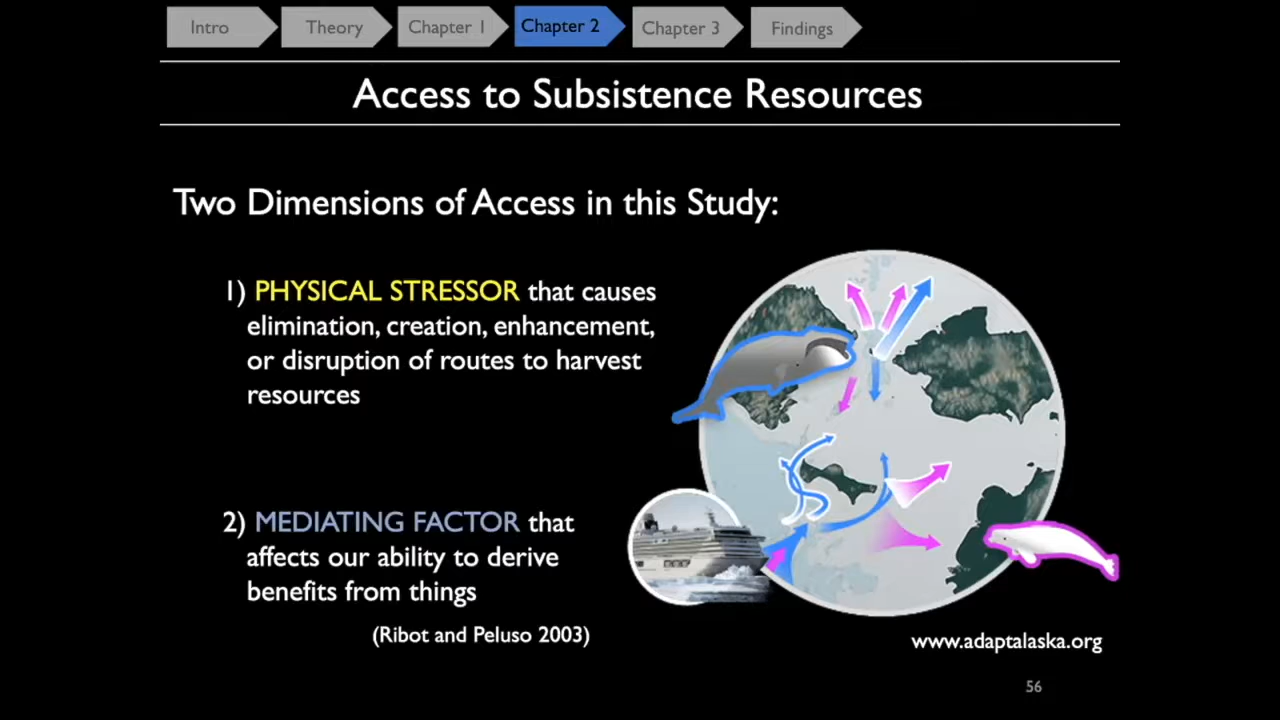 Intro
Theory
Chapter 1
Chapter 2
Chapter 3
Findings
Access to Subsistence Resources
Two Dimensions of Access in this Study:
1) PHYSICAL STRESSOR that causes
elimination, creation, enhancement,
or disruption of routes to harvest
resources
2) MEDIATING FACTOR that
affects our ability to derive
benefits from things
(Ribot and Peluso 2003)
www.adaptalaska.org
56